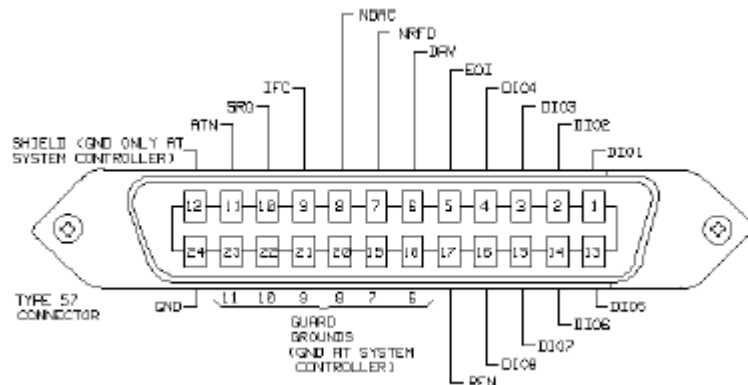 NDAC
NRFD
DAV
EOI
IFC
DIO4
SRQ
DIO3
ATN
DIO2
SHIELD (GND ONLY AT
SYSTEM CONTROLLER)
DIO1
12 11 10 9 8 7 6 5 4 3 2 1
24 23 22 21 20 19 18 17 16 15 14 13
TYPE 57
CONNECTOR
GND
11 10 9 8 7 6
DIO5
GUARD
GROUNDS
(GND AT SYSTEM
CONTROLLER)
DIO6
DIO7
DIO8
REN